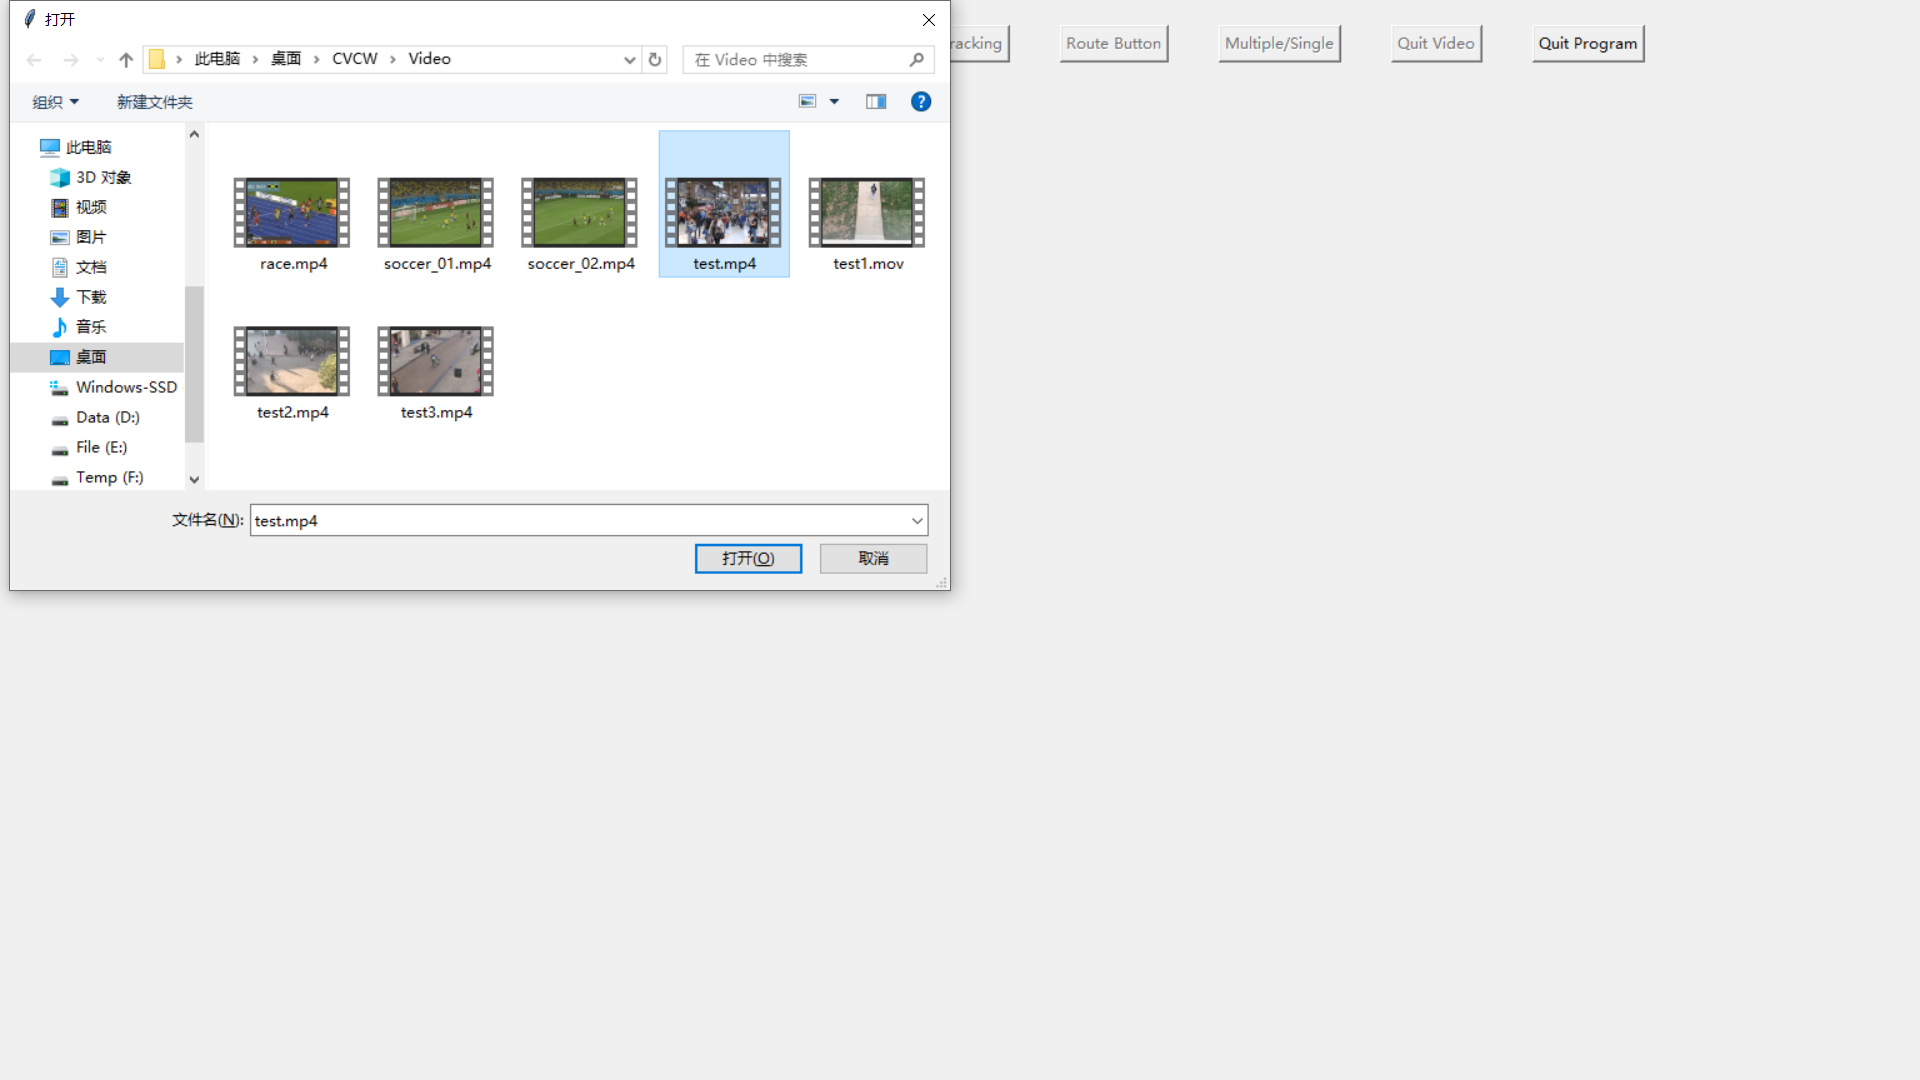 打开
racking
Route Button
Multiple/Single
Quit Video
Quit Program
此电脑 桌面 CVCW Video
在 Video 中搜索
组织
新建文件夹
?
此电脑
3D 对象
视频
图片
文档
下载
音乐
桌面
Windows-SSD
Data (D:)
File (E:)
Temp (F:)
race.mp4
soccer_01.mp4
soccer_02.mp4
test.mp4
test1.mov
test2.mp4
test3.mp4
文件名(N):
test.mp4
打开(O)
取消